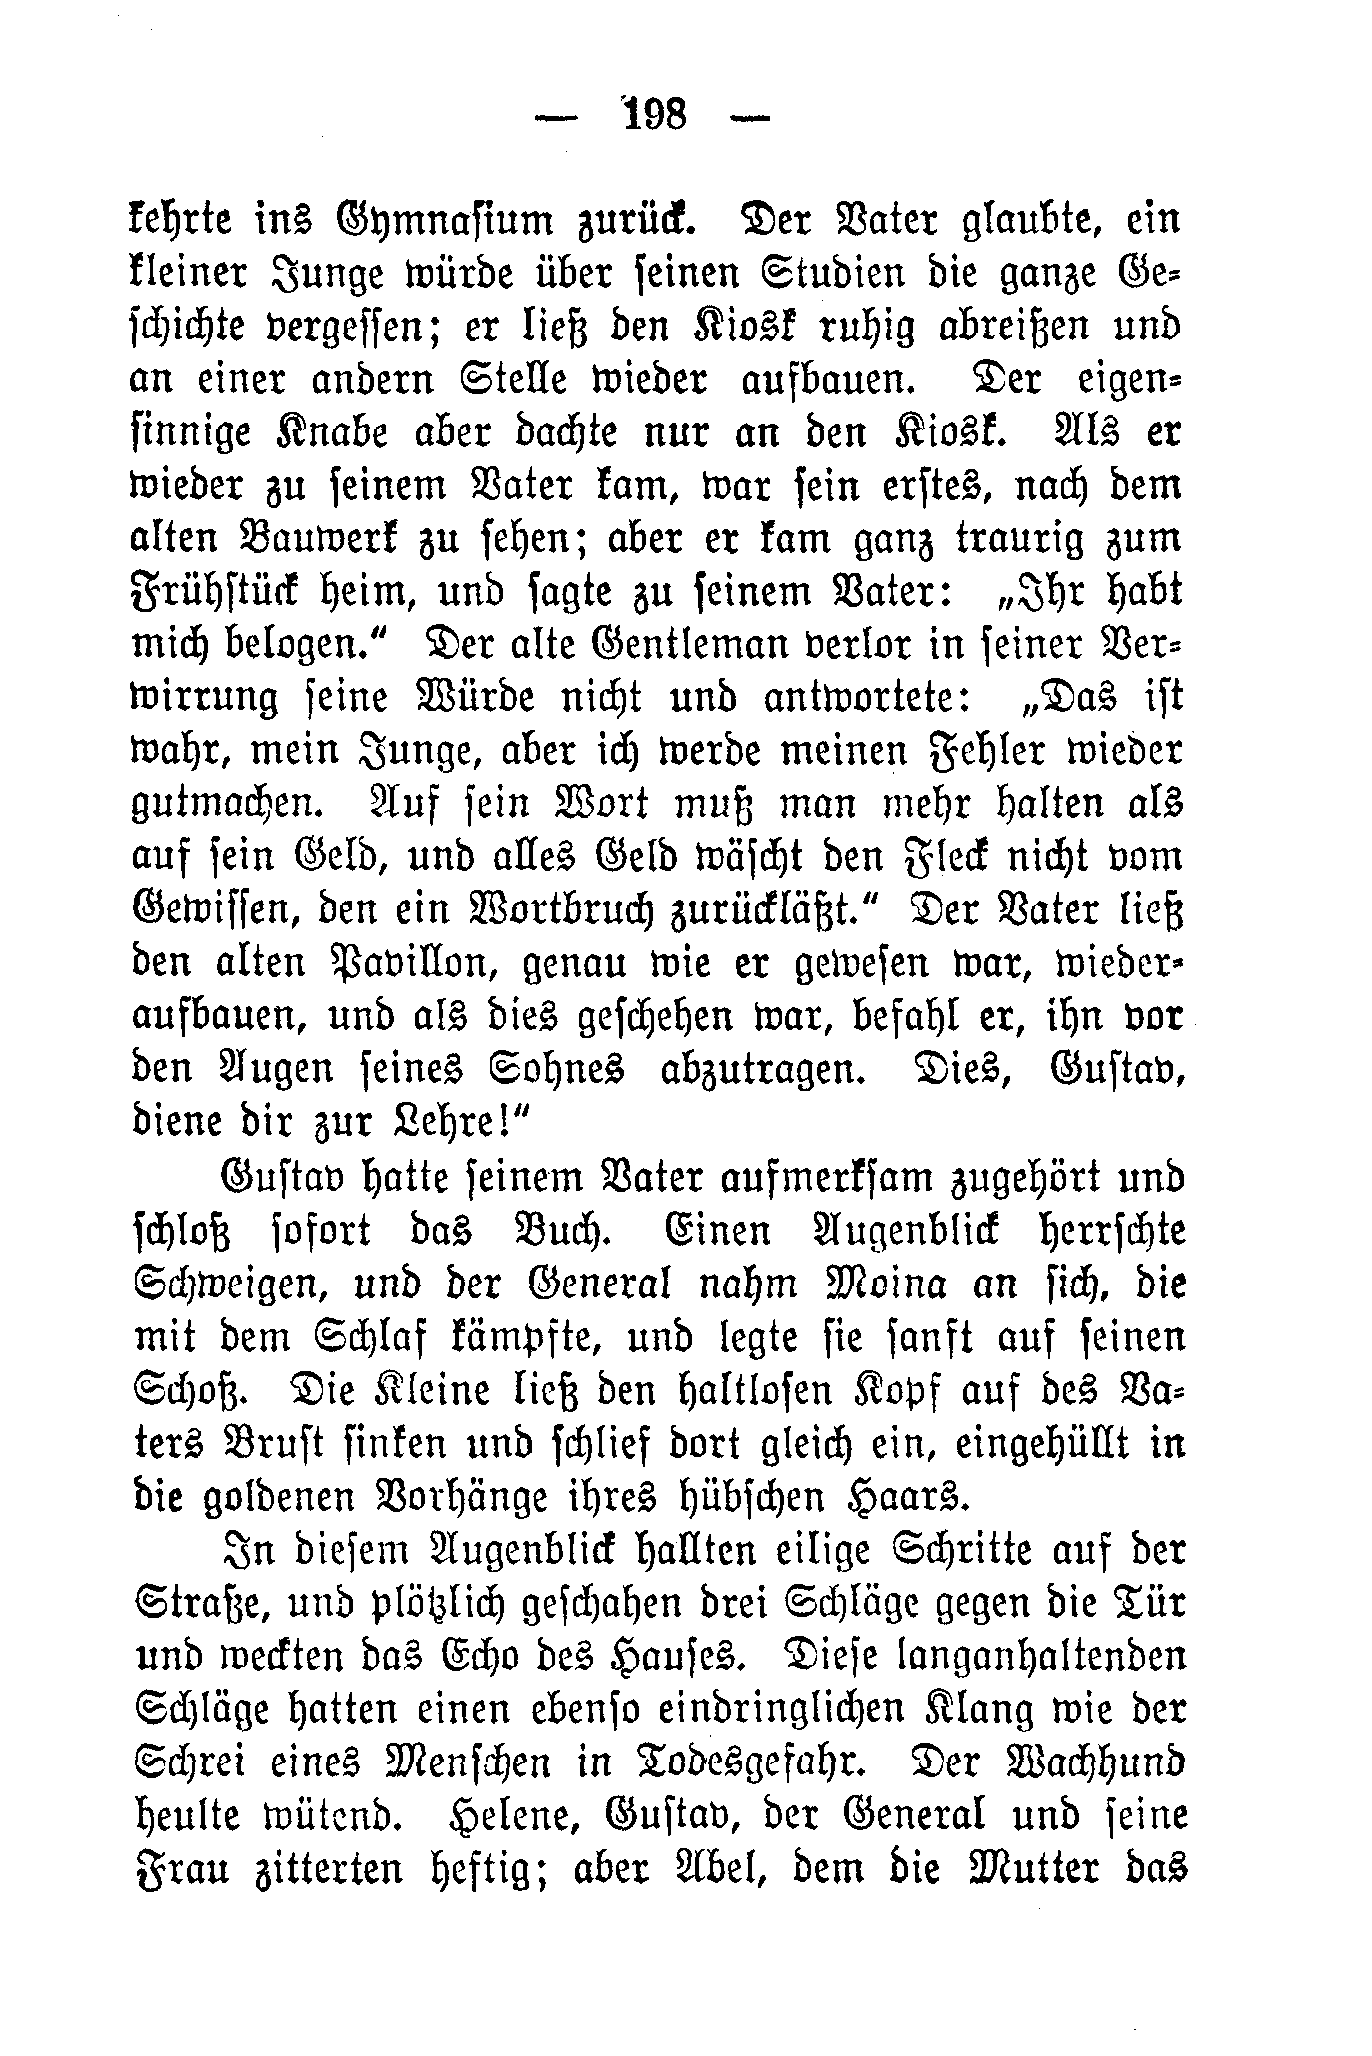 — 198 —
kehrte ins Gymnasium zurück. Der Vater glaubte, ein
kleiner Junge würde über seinen Studien die ganze Ge-
schichte vergessen; er ließ den Kiosk ruhig abreißen und
an einer andern Stelle wieder aufbauen. Der eigen-
sinnige Knabe aber dachte nur an den Kiosk. Als er
wieder zu seinem Vater kam, war sein erstes, nach dem
alten Bauwerk zu sehen; aber er kam ganz traurig zum
Frühstück heim, und sagte zu seinem Vater: „Ihr habt
mich belogen.“ Der alte Gentleman verlor in seiner Ver-
wirrung seine Würde nicht und antwortete: „Das ist
wahr, mein Junge, aber ich werde meinen Fehler wieder
gutmachen. Auf sein Wort muß man mehr halten als
auf sein Geld, und alles Geld wäscht den Fleck nicht vom
Gewissen, den ein Wortbruch zurückläßt.“ Der Vater ließ
den alten Pavillon, genau wie er gewesen war, wieder-
aufbauen, und als dies geschehen war, befahl er, ihn vor
den Augen seines Sohnes abzutragen. Dies, Gustav,
diene dir zur Lehre!“
Gustav hatte seinem Vater aufmerksam zugehört und
schloß sofort das Buch. Einen Augenblick herrschte
Schweigen, und der General nahm Moina an sich, die
mit dem Schlaf kämpfte, und legte sie sanft auf seinen
Schoß. Die Kleine ließ den haltlosen Kopf auf des Va-
ters Brust sinken und schlief dort gleich ein, eingehüllt in
die goldenen Vorhänge ihres hübschen Haars.
In diesem Augenblick hallten eilige Schritte auf der
Straße, und plötzlich geschahen drei Schläge gegen die Tür
und weckten das Echo des Hauses. Diese langanhaltenden
Schläge hatten einen ebenso eindringlichen Klang wie der
Schrei eines Menschen in Todesgefahr. Der Wachhund
heulte wütend. Helene, Gustav, der General und seine
Frau zitterten heftig; aber Abel, dem die Mutter das